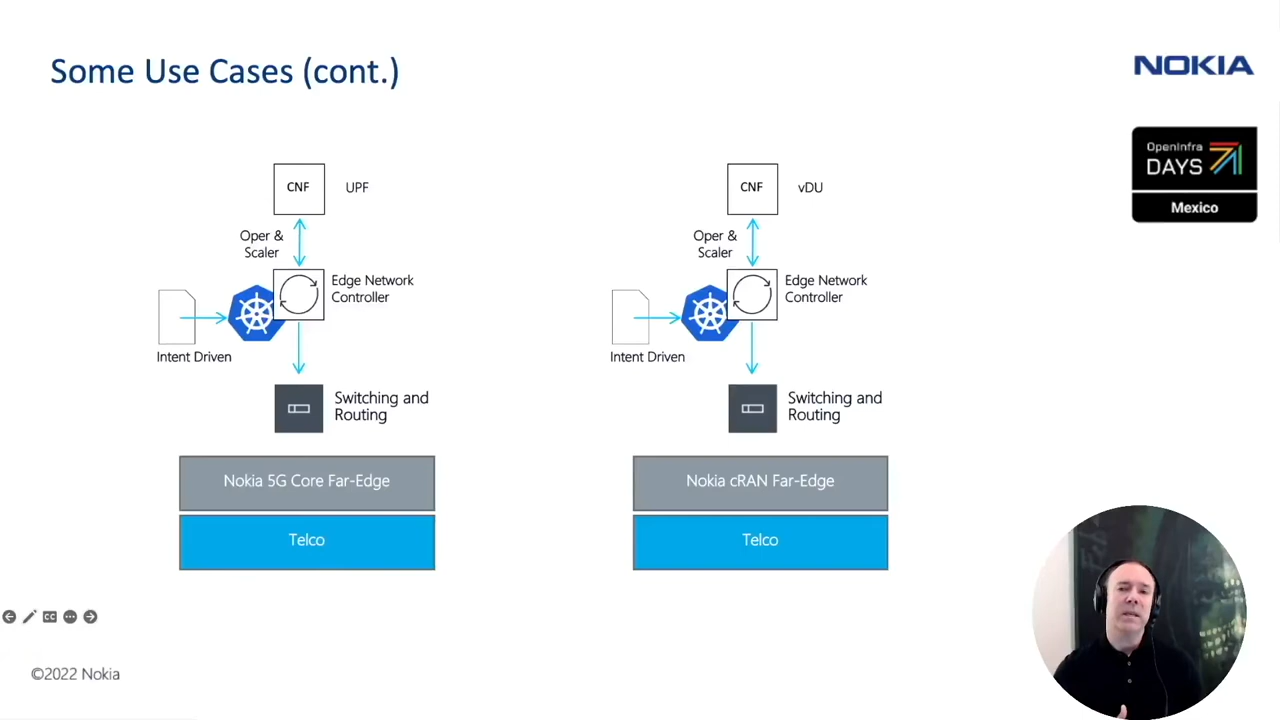 Some Use Cases (cont.)
NOKIA
OpenInfra
DAYS
Mexico
CNF
UPF
Oper &
Scaler
Edge Network
Controller
Intent Driven
Switching and
Routing
Nokia 5G Core Far-Edge
Telco
CNF
vDU
Oper &
Scaler
Edge Network
Controller
Intent Driven
Switching and
Routing
Nokia cRAN Far-Edge
Telco
CC
©2022 Nokia